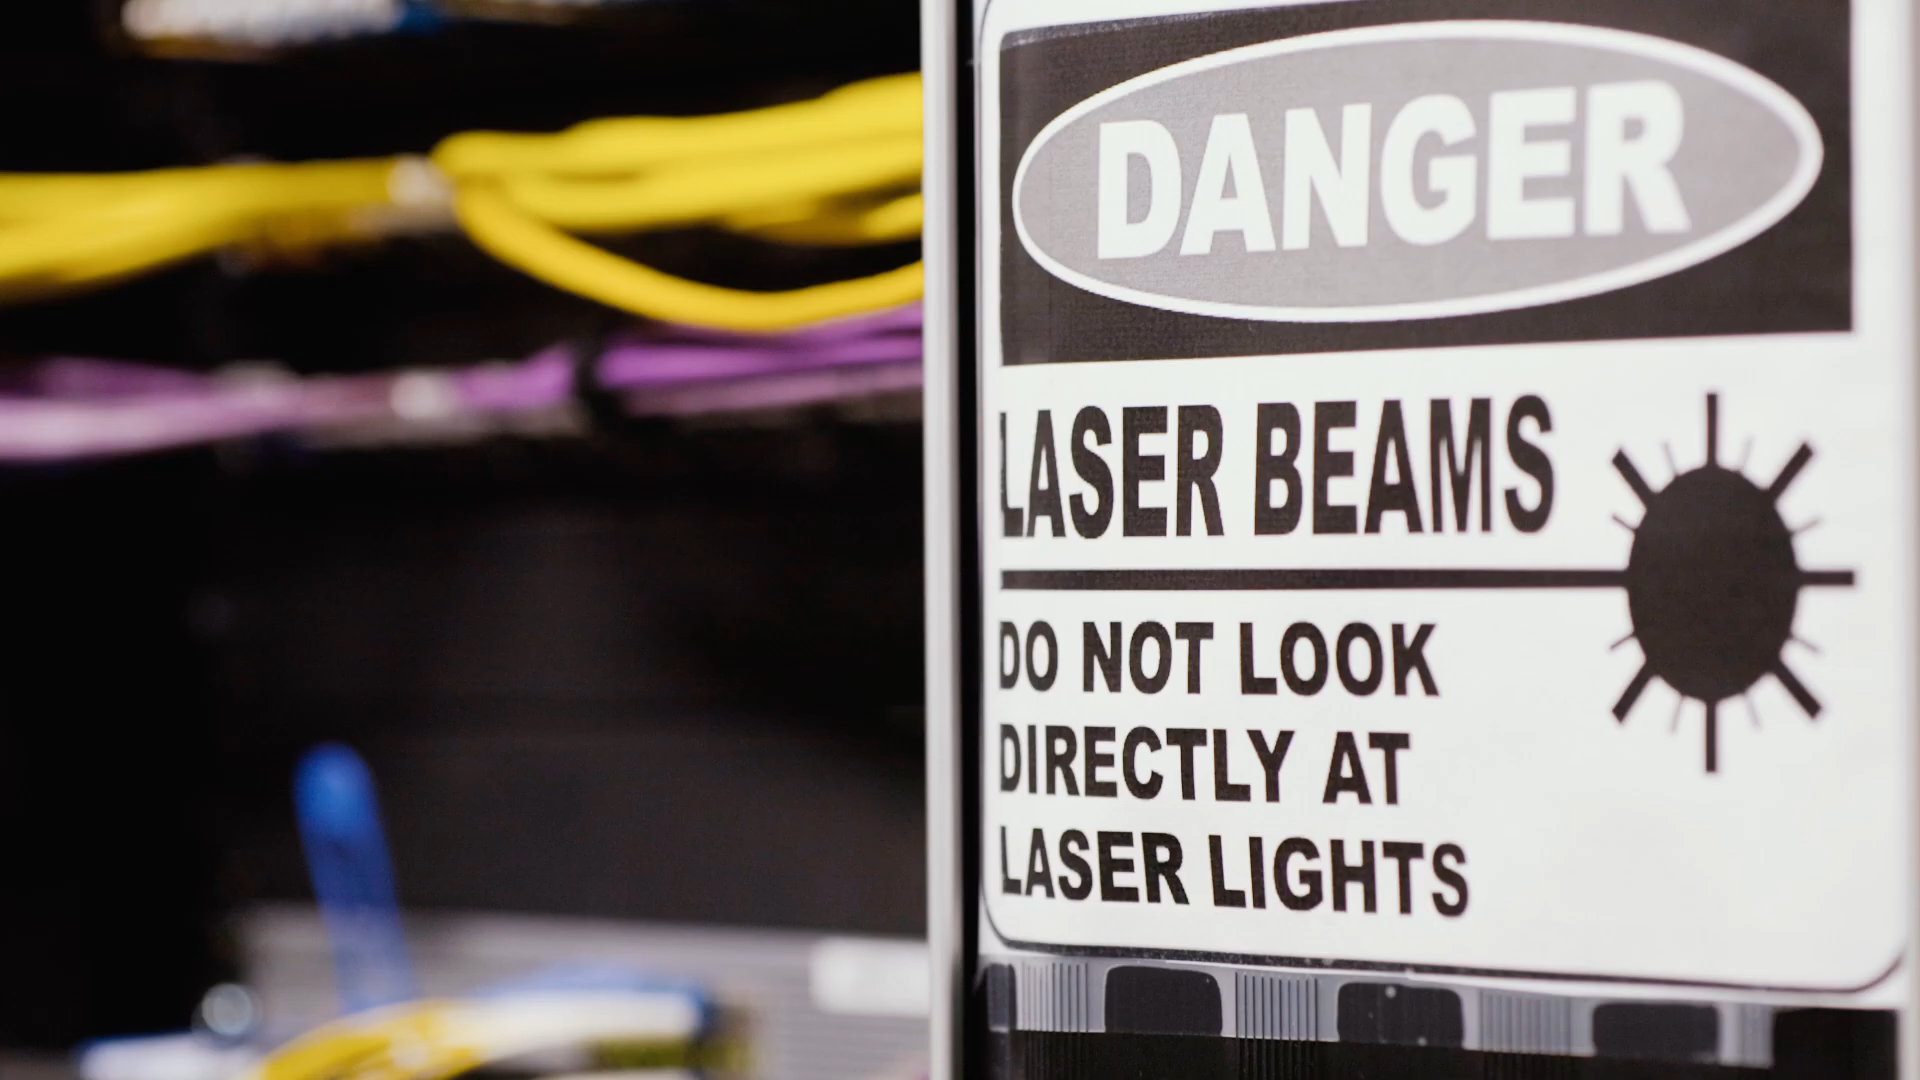 DANGER
LASER BEAMS
DO NOT LOOK
DIRECTLY AT
LASER LIGHTS